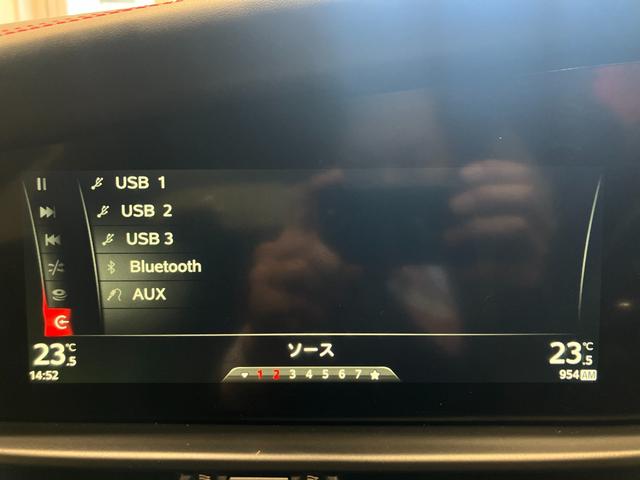 USB 1
USB 2
USB 3
Bluetooth
AUX
23.5°C
ソース
23.5°C
14:52
1 2 3 4 5 6 7
954 AM